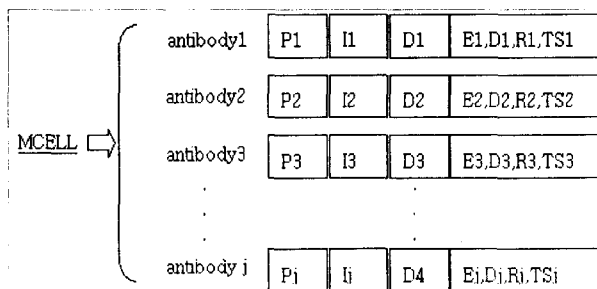 antibody1 P1 I1 D1 E1,D1,R1,TS1
antibody2 P2 I2 D2 E2,D2,R2,TS2
MCELL
antibody3 P3 I3 D3 E3,D3,R3,TS3
antibody j Pj Ij D4 Ej,Dj,Rj,TSj